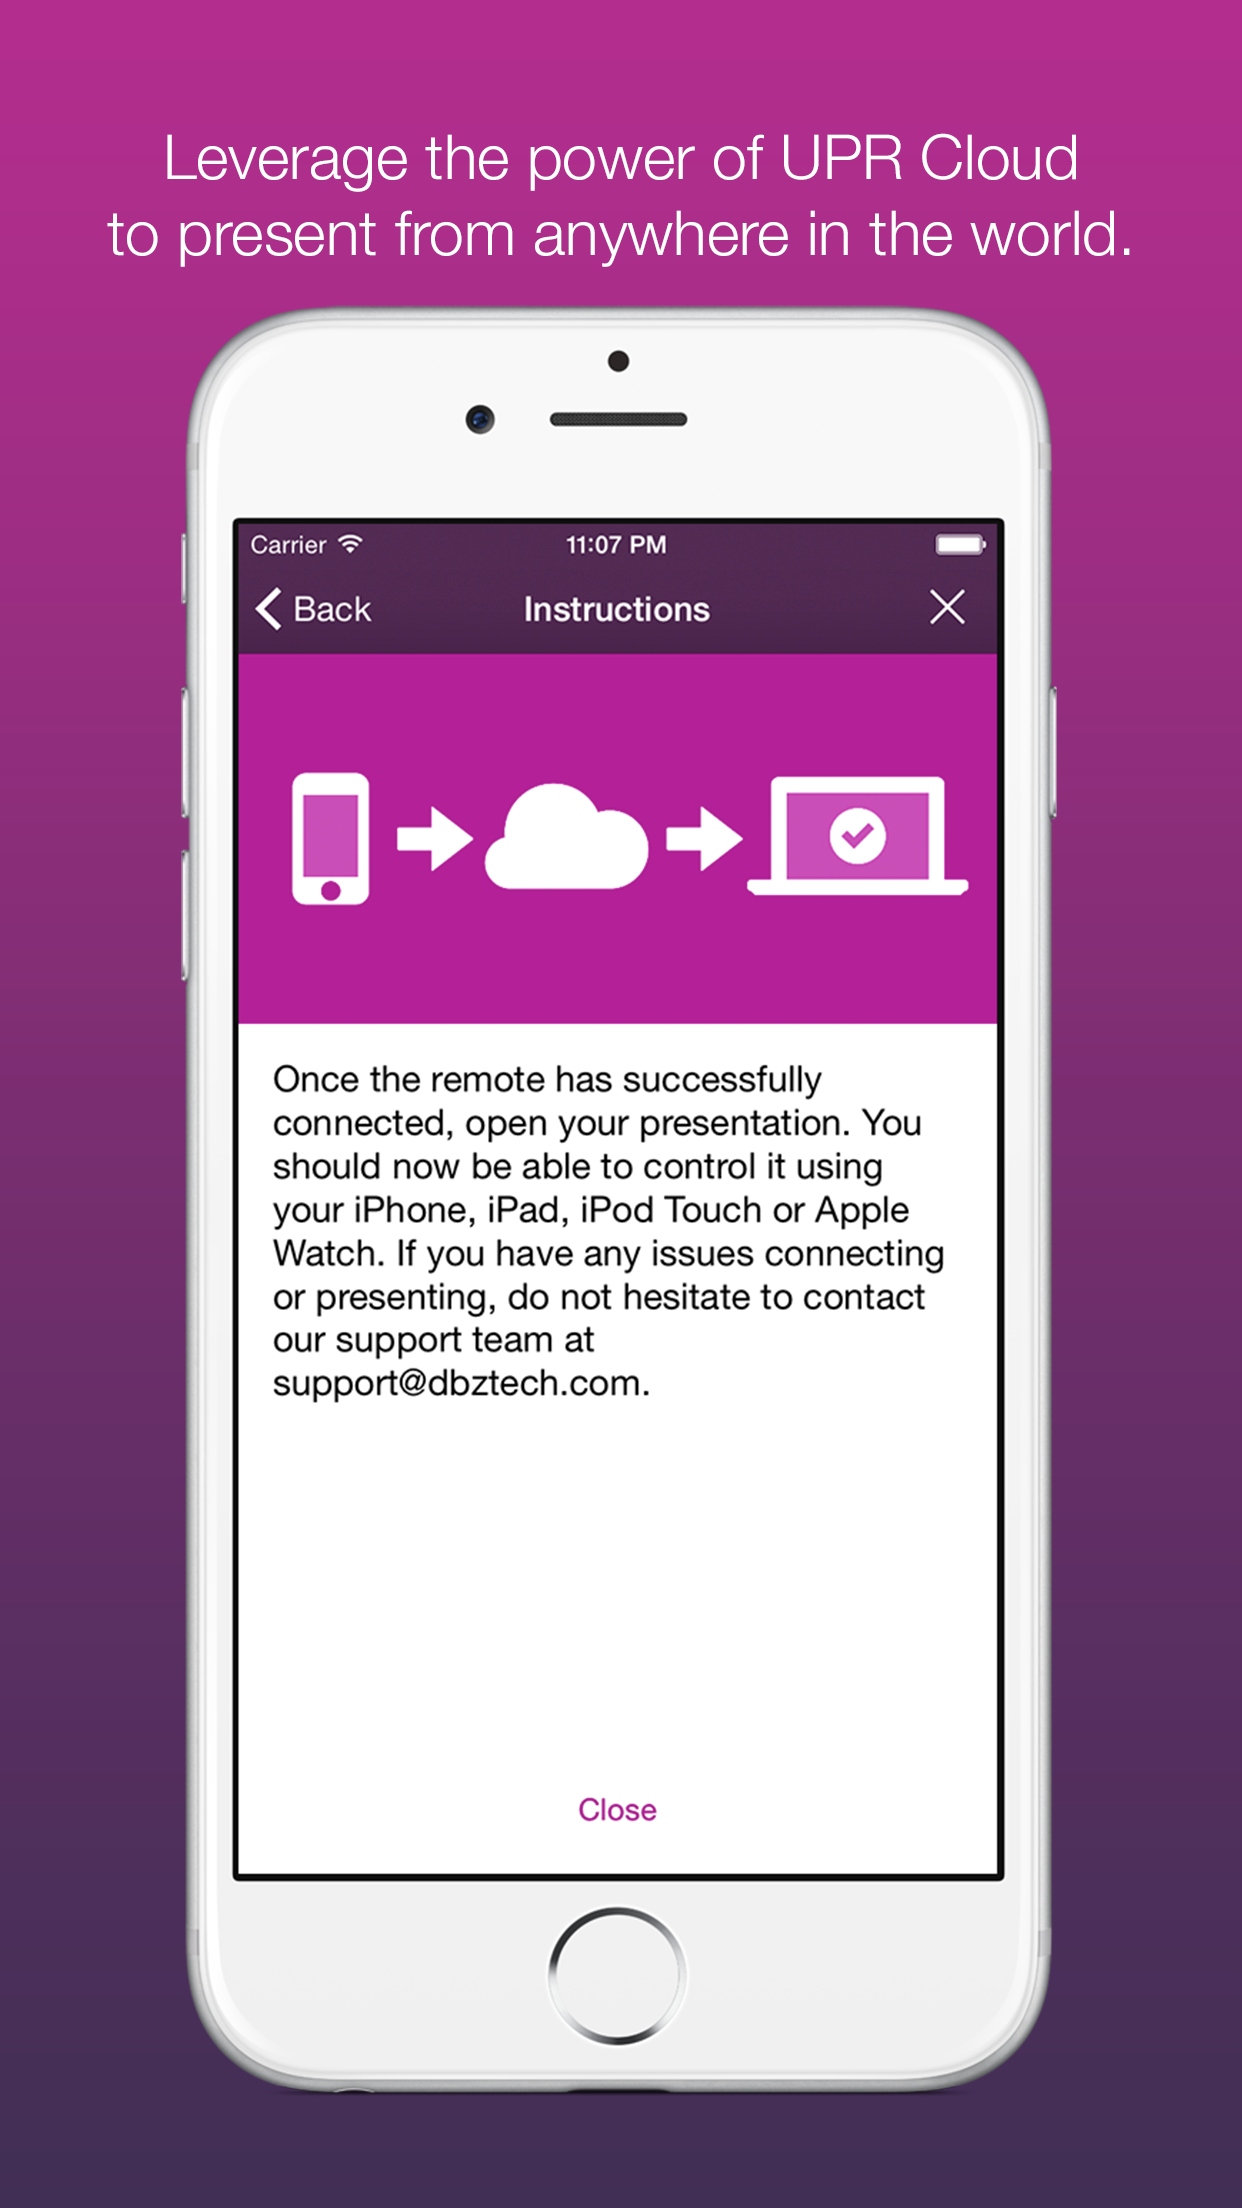 Leverage the power of UPR Cloud
to present from anywhere in the world.
Carrier 11:07 PM
Back Instructions
Once the remote has successfully
connected, open your presentation. You
should now be able to control it using
your iPhone, iPad, iPod Touch or Apple
Watch. If you have any issues connecting
or presenting, do not hesitate to contact
our support team at
support@dbztech.com.
Close